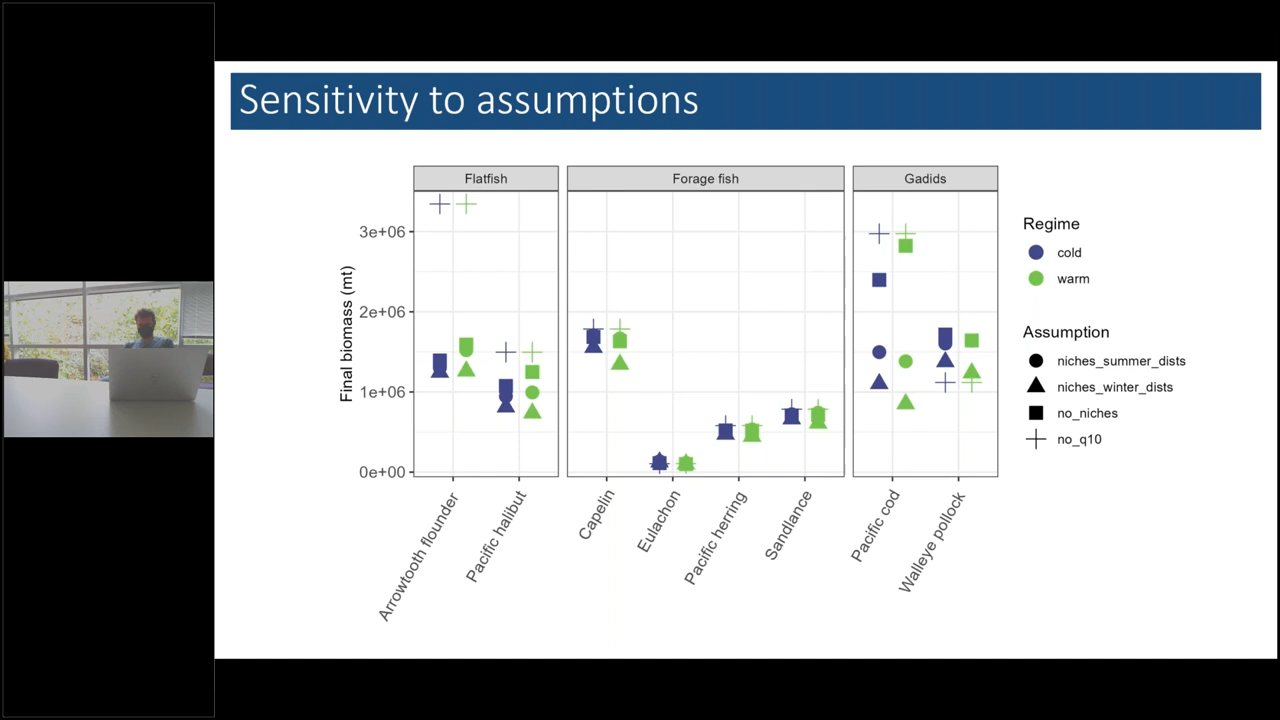 Sensitivity to assumptions
Flatfish
Forage fish
Gadids
Final biomass (mt)
3e+06
2e+06
1e+06
0e+00
Arrowtooth flounder
Pacific halibut
Capelin
Eulachon
Pacific herring
Sandlance
Pacific cod
Walleye pollock
Regime
cold
warm
Assumption
niches_summer_dists
niches_winter_dists
no_niches
no_q10